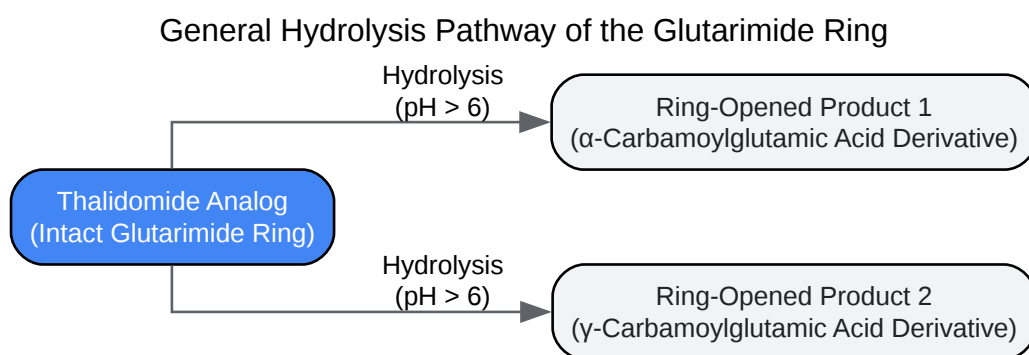 General Hydrolysis Pathway of the Glutarimide Ring
Hydrolysis
(pH > 6)
Ring-Opened Product 1
(α-Carbamoylglutamic Acid Derivative)
Thalidomide Analog
(Intact Glutarimide Ring)
Hydrolysis
(pH > 6)
Ring-Opened Product 2
(γ-Carbamoylglutamic Acid Derivative)